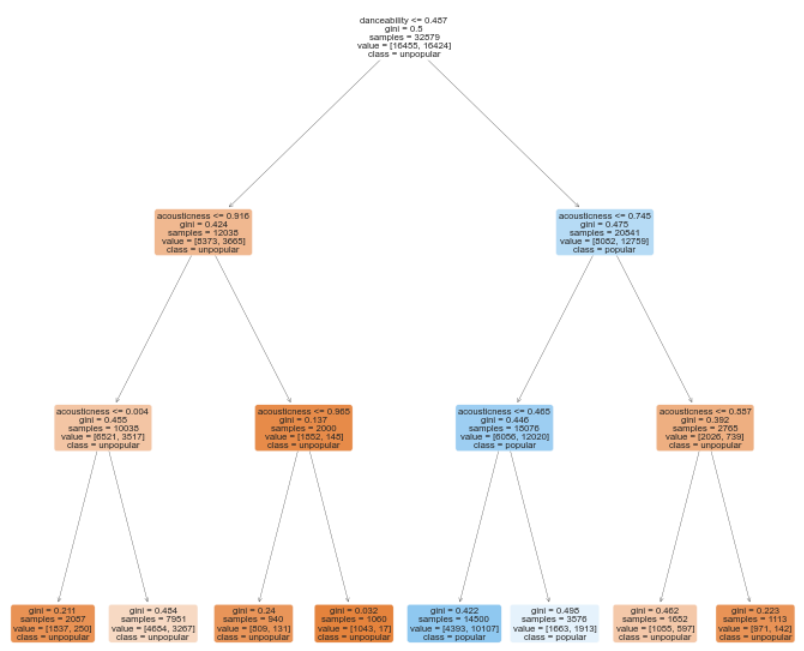 danceability <= 0.487
gini = 0.5
samples = 32879
value = [16455, 16424]
class = unpopular
acousticness <= 0.916
gini = 0.424
samples = 12038
value = [8373, 3665]
class = unpopular
acousticness <= 0.745
gini = 0.475
samples = 20841
value = [8082, 12759]
class = popular
acousticness <= 0.004
gini = 0.455
samples = 10038
value = [6521, 3517]
class = unpopular
acousticness <= 0.965
gini = 0.137
samples = 2000
value = [1852, 148]
class = unpopular
acousticness <= 0.465
gini = 0.446
samples = 18076
value = [6056, 12020]
class = popular
acousticness <= 0.887
gini = 0.392
samples = 2765
value = [2026, 739]
class = unpopular
gini = 0.211
samples = 2087
value = [1837, 250]
class = unpopular
gini = 0.484
samples = 7951
value = [4684, 3267]
class = unpopular
gini = 0.24
samples = 940
value = [809, 131]
class = unpopular
gini = 0.032
samples = 1060
value = [1043, 17]
class = unpopular
gini = 0.422
samples = 14500
value = [4393, 10107]
class = popular
gini = 0.498
samples = 3576
value = [1663, 1913]
class = popular
gini = 0.462
samples = 1652
value = [1055, 597]
class = unpopular
gini = 0.223
samples = 1113
value = [971, 142]
class = unpopular